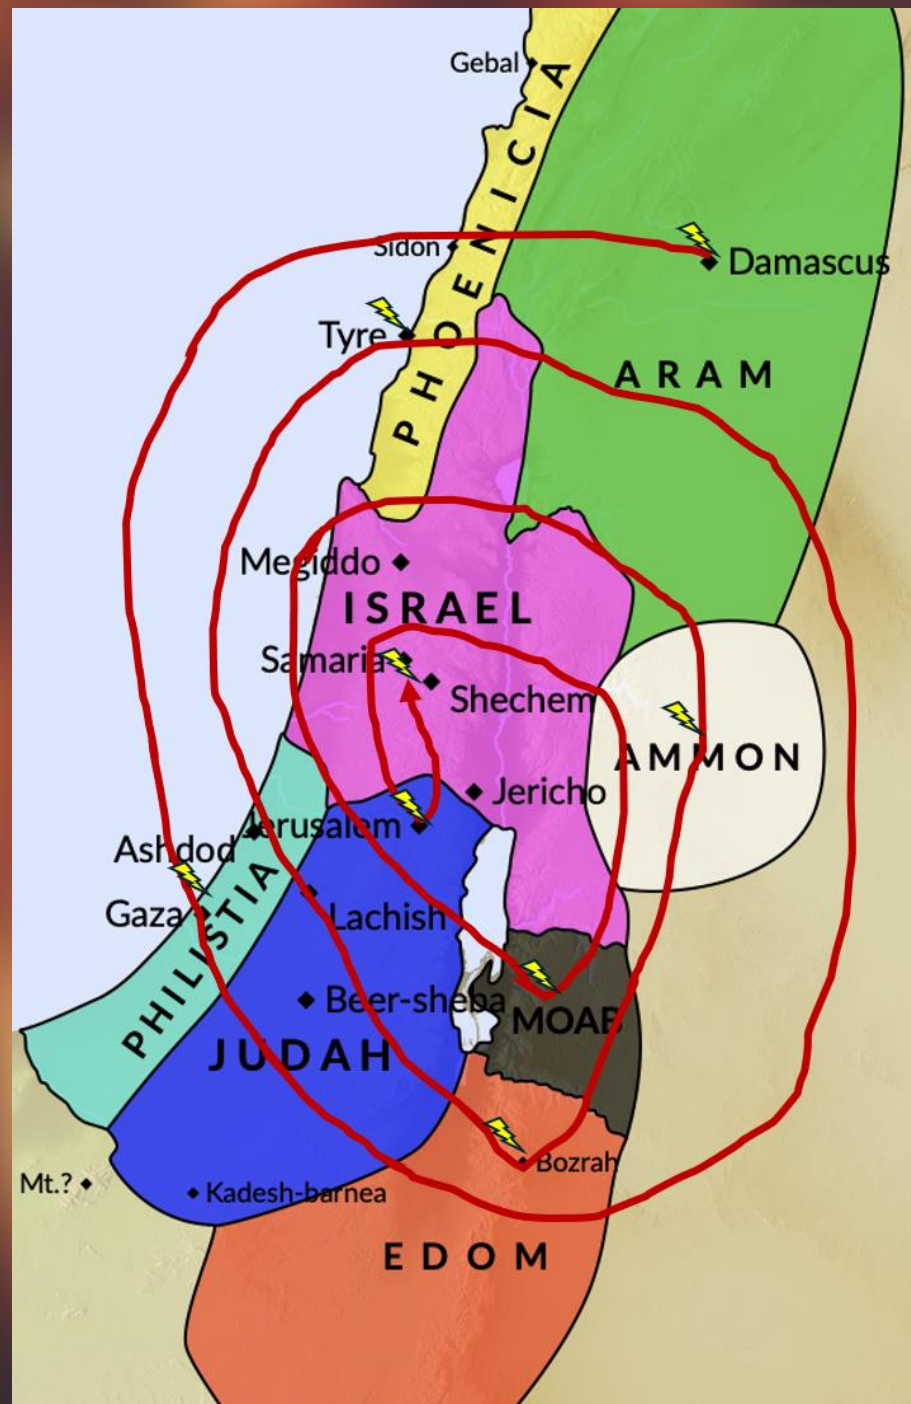 Gebal
PHOENICIA
Sidon
Damascus
Tyre
ARAM
Megiddo
ISRAEL
Samaria
Shechem
AMMON
Jericho
Jerusalem
Ashdod
Gaza
Lachish
PHILISTIA
Beer-sheba
MOAB
JUDAH
Bozrah
Mt.?
Kadesh-barnea
EDOM